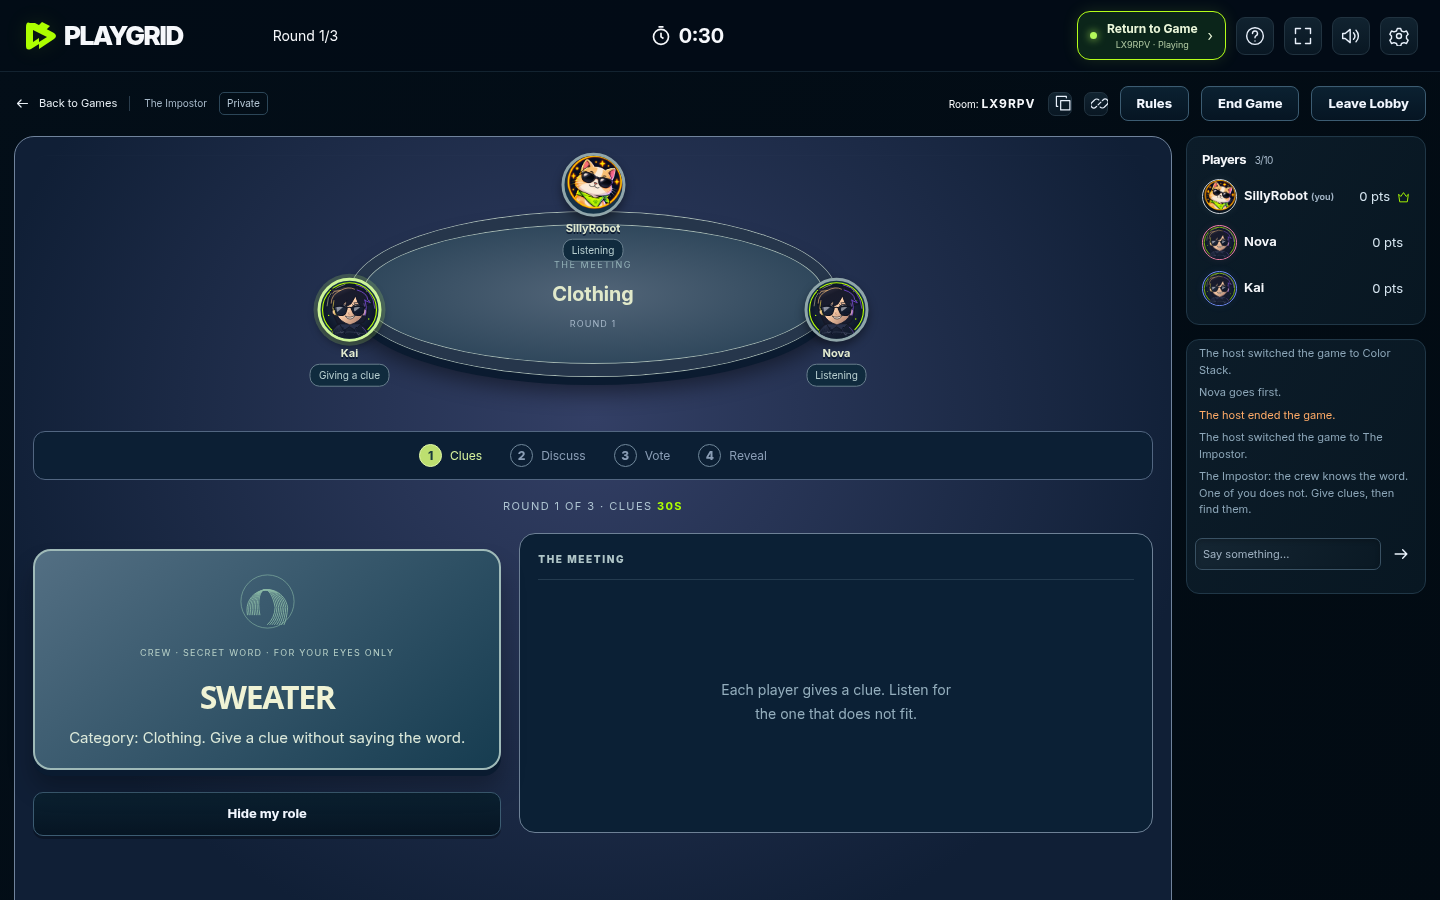 PLAYGRID
Round 1/3
0:30
Return to Game
LX9RPV · Playing
Back to Games
The Impostor
Private
Room: LX9RPV
Rules
End Game
Leave Lobby
SillyRobot
Listening
THE MEETING
Clothing
ROUND 1
Kai
Giving a clue
Nova
Listening
1 Clues
2 Discuss
3 Vote
4 Reveal
ROUND 1 OF 3 · CLUES 30S
CREW · SECRET WORD · FOR YOUR EYES ONLY
SWEATER
Category: Clothing. Give a clue without saying the word.
Hide my role
THE MEETING
Each player gives a clue. Listen for
the one that does not fit.
Players 3/10
SillyRobot (you) 0 pts
Nova 0 pts
Kai 0 pts
The host switched the game to Color
Stack.
Nova goes first.
The host ended the game.
The host switched the game to The
Impostor.
The Impostor: the crew knows the word.
One of you does not. Give clues, then
find them.
Say something...